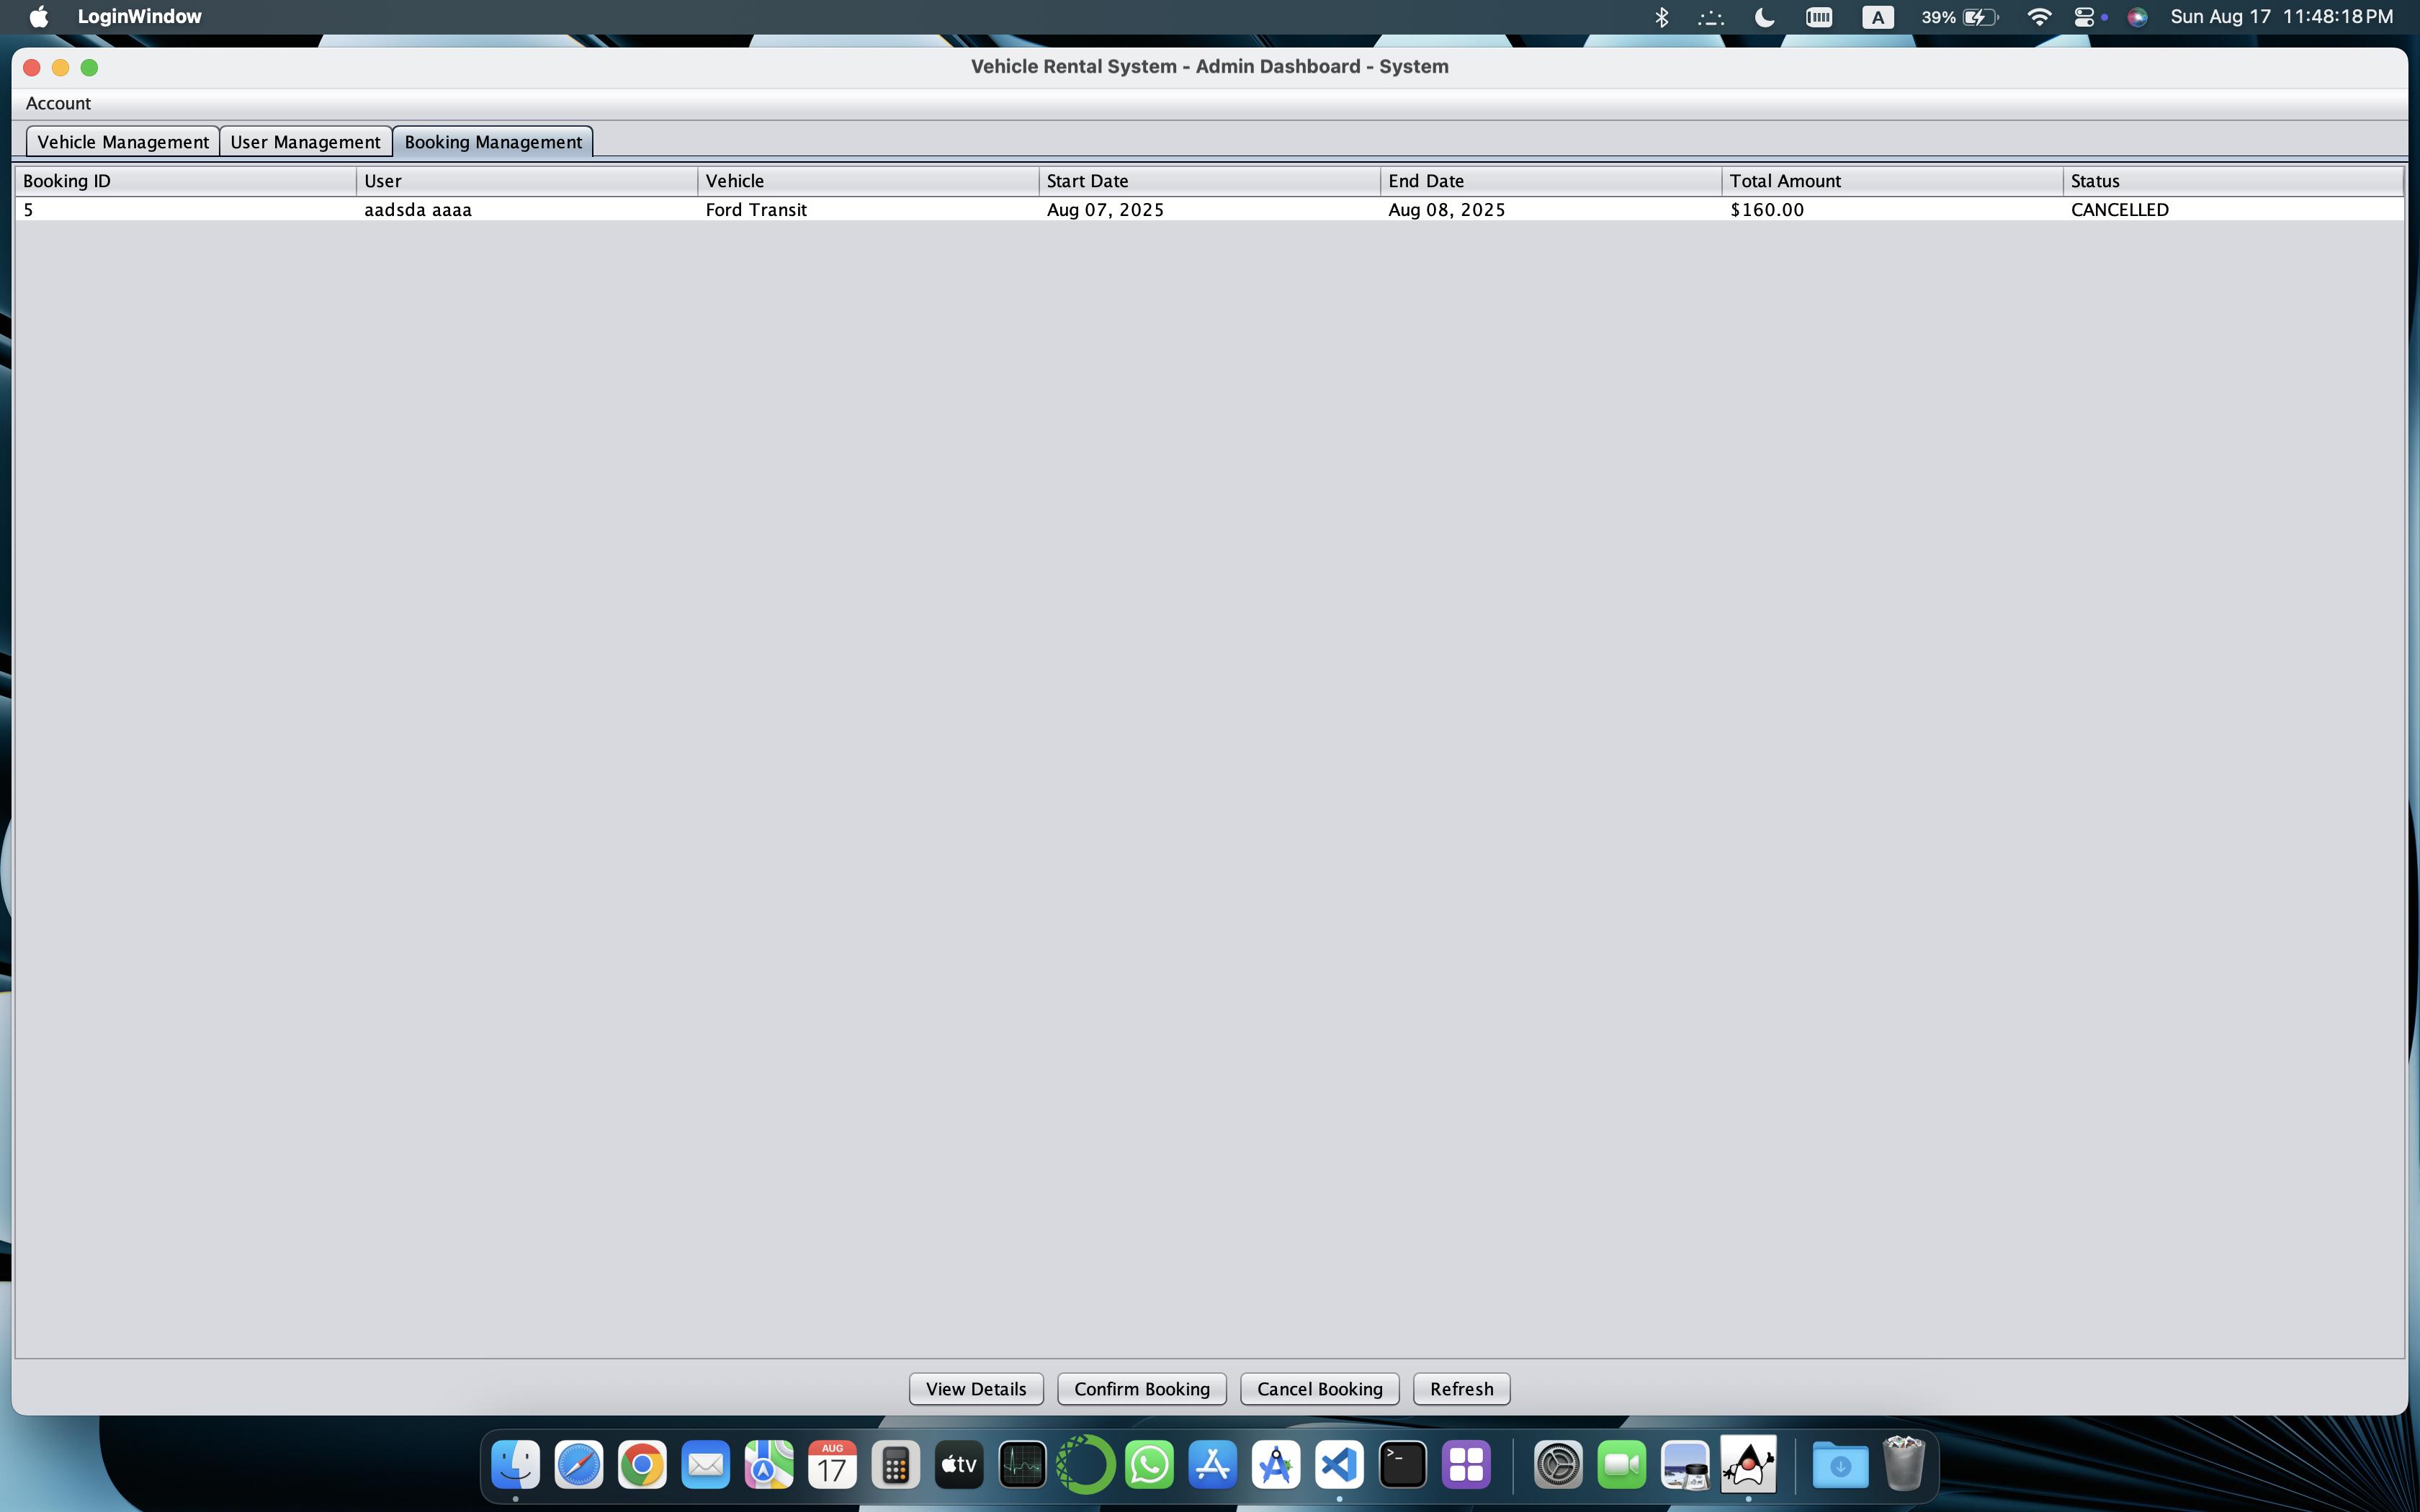 LoginWindow A 39% Sun Aug 17 11:48:18 PM
Vehicle Rental System - Admin Dashboard - System
Account
Vehicle Management User Management Booking Management
Booking ID User Vehicle Start Date End Date Total Amount Status
5 aadsda aaaa Ford Transit Aug 07, 2025 Aug 08, 2025 $160.00 CANCELLED
View Details Confirm Booking Cancel Booking Refresh
AUG
17 tv >_